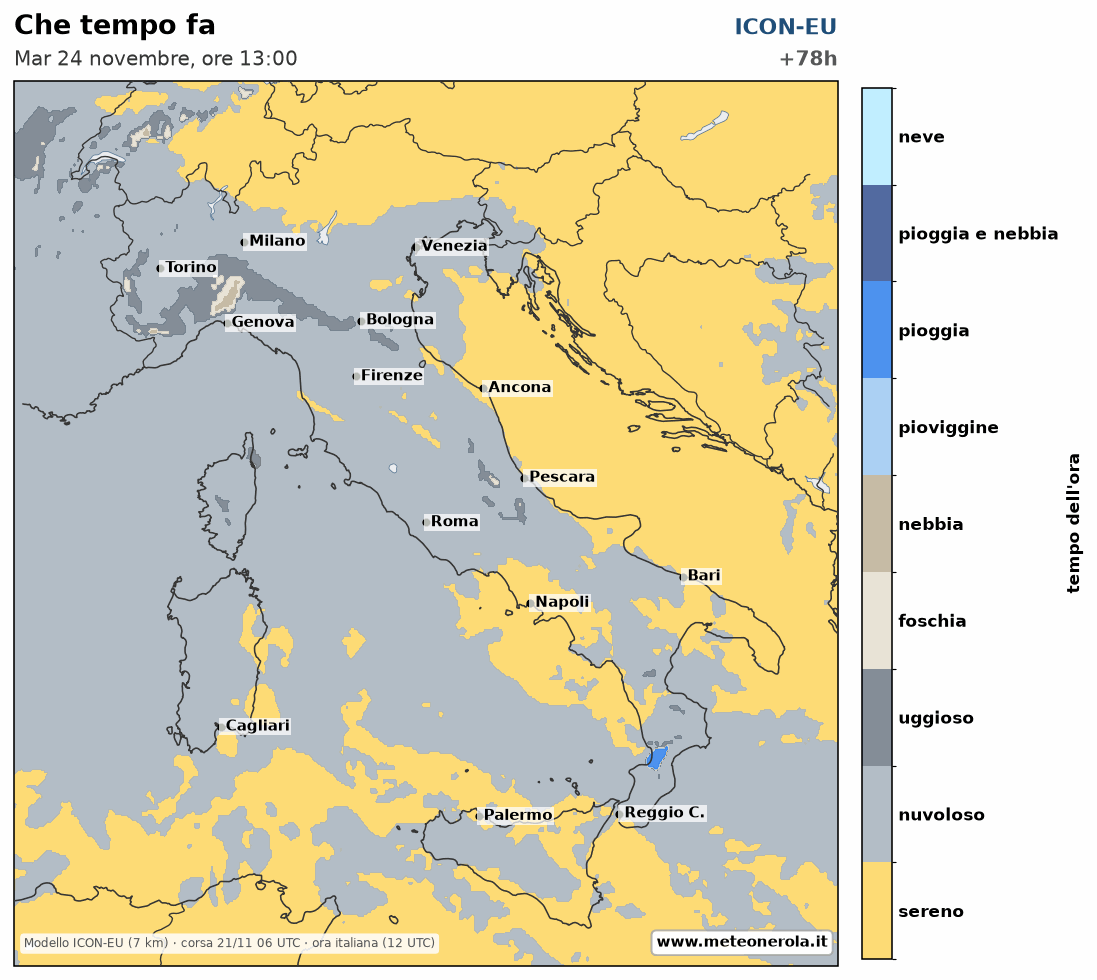 Che tempo fa
ICON-EU
Mar 24 novembre, ore 13:00
+78h
neve
pioggia e nebbia
pioggia
pioviggine
nebbia
foschia
uggioso
nuvoloso
sereno
tempo dell'ora
Milano
Venezia
Torino
Genova
Bologna
Firenze
Ancona
Pescara
Roma
Bari
Napoli
Cagliari
Palermo
Reggio C.
Modello ICON-EU (7 km) · corsa 21/11 06 UTC · ora italiana (12 UTC)
www.meteonerola.it